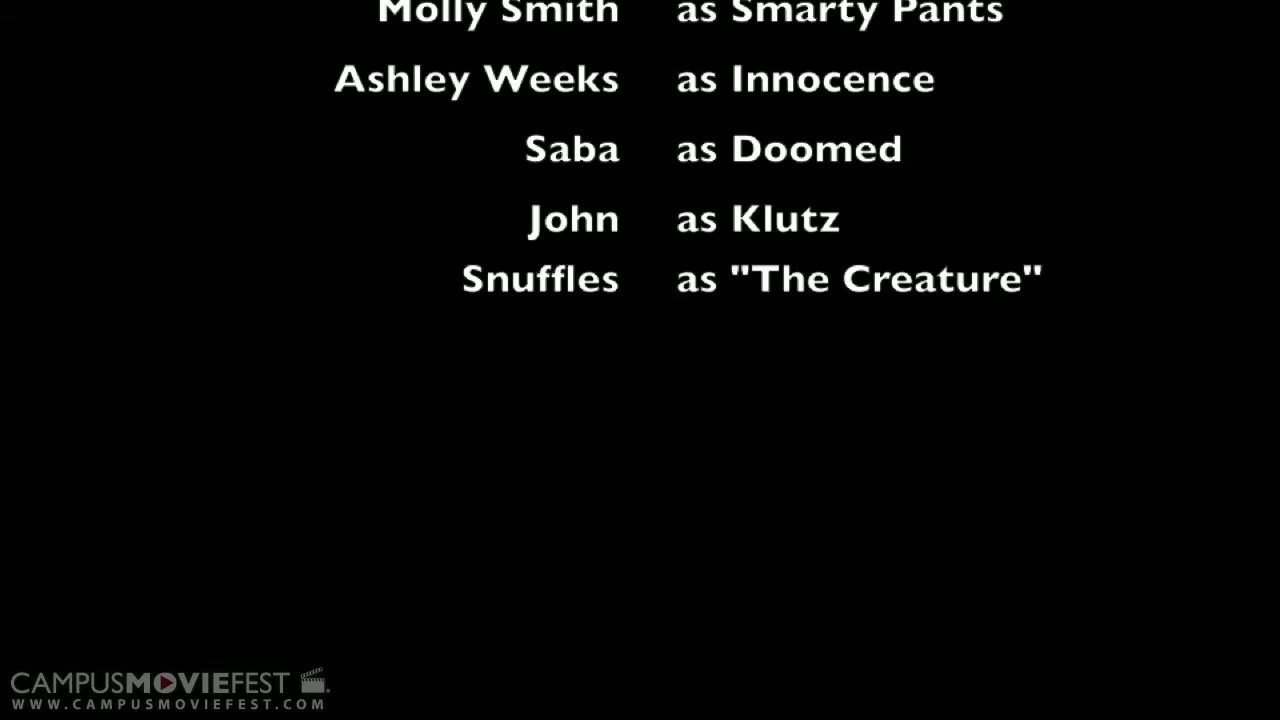 Molly Smith as Smarty Pants
Ashley Weeks as Innocence
Saba as Doomed
John as Klutz
Snuffles as "The Creature"
CAMPUSMOVIEFEST
WWW.CAMPUSMOVIEFEST.COM